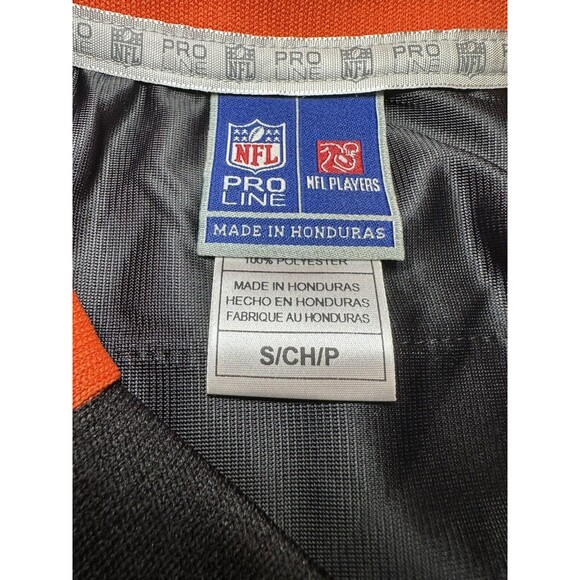 PRO LINE NFL PRO LINE NFL PRO LINE NFL PRO LINE NFL PRO
NFL
PRO
LINE
NFL PLAYERS
MADE IN HONDURAS
100% POLYESTER
MADE IN HONDURAS
HECHO EN HONDURAS
FABRIQUE AU HONDURAS
S/CH/P